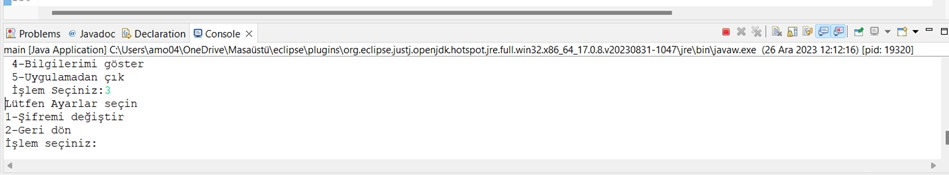 Problems Javadoc Declaration Console
main [Java Application] C:\Users\amo04\OneDrive\Masaüstü\eclipse\plugins\org.eclipse.justj.openjdk.hotspot.jre.full.win32.x86_64_17.0.8.v20230831-1047\jre\bin\javaw.exe (26 Ara 2023 12:12:16) [pid: 19320]
4-Bilgilerimi göster
5-Uygulamadan çık
İşlem Seçiniz:3
Lütfen Ayarlar seçin
1-Şifremi değiştir
2-Geri dön
İşlem seçiniz: